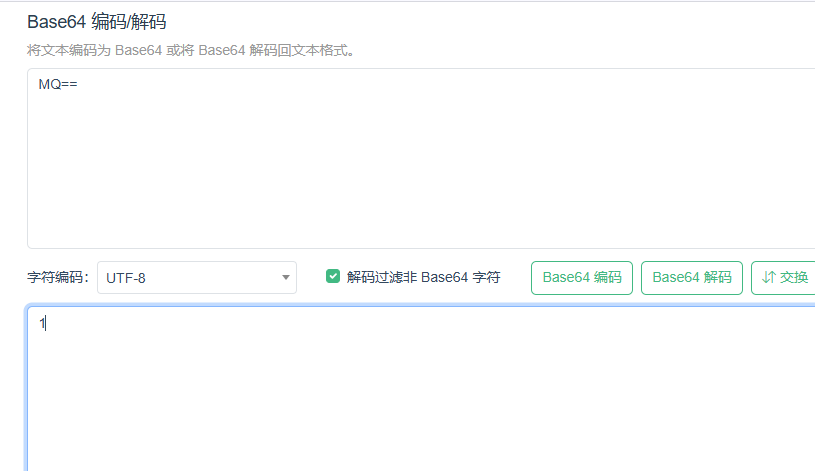 Base64 编码/解码
将文本编码为 Base64 或将 Base64 解码回文本格式。
MQ==
字符编码: UTF-8 解码过滤非 Base64 字符 Base64 编码 Base64 解码 交换
1